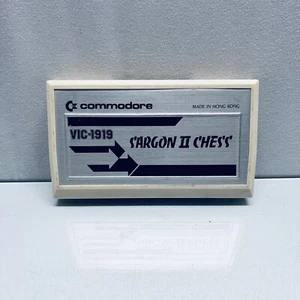 commodore
MADE IN HONG KONG
VIC-1919
SARGON II CHESS